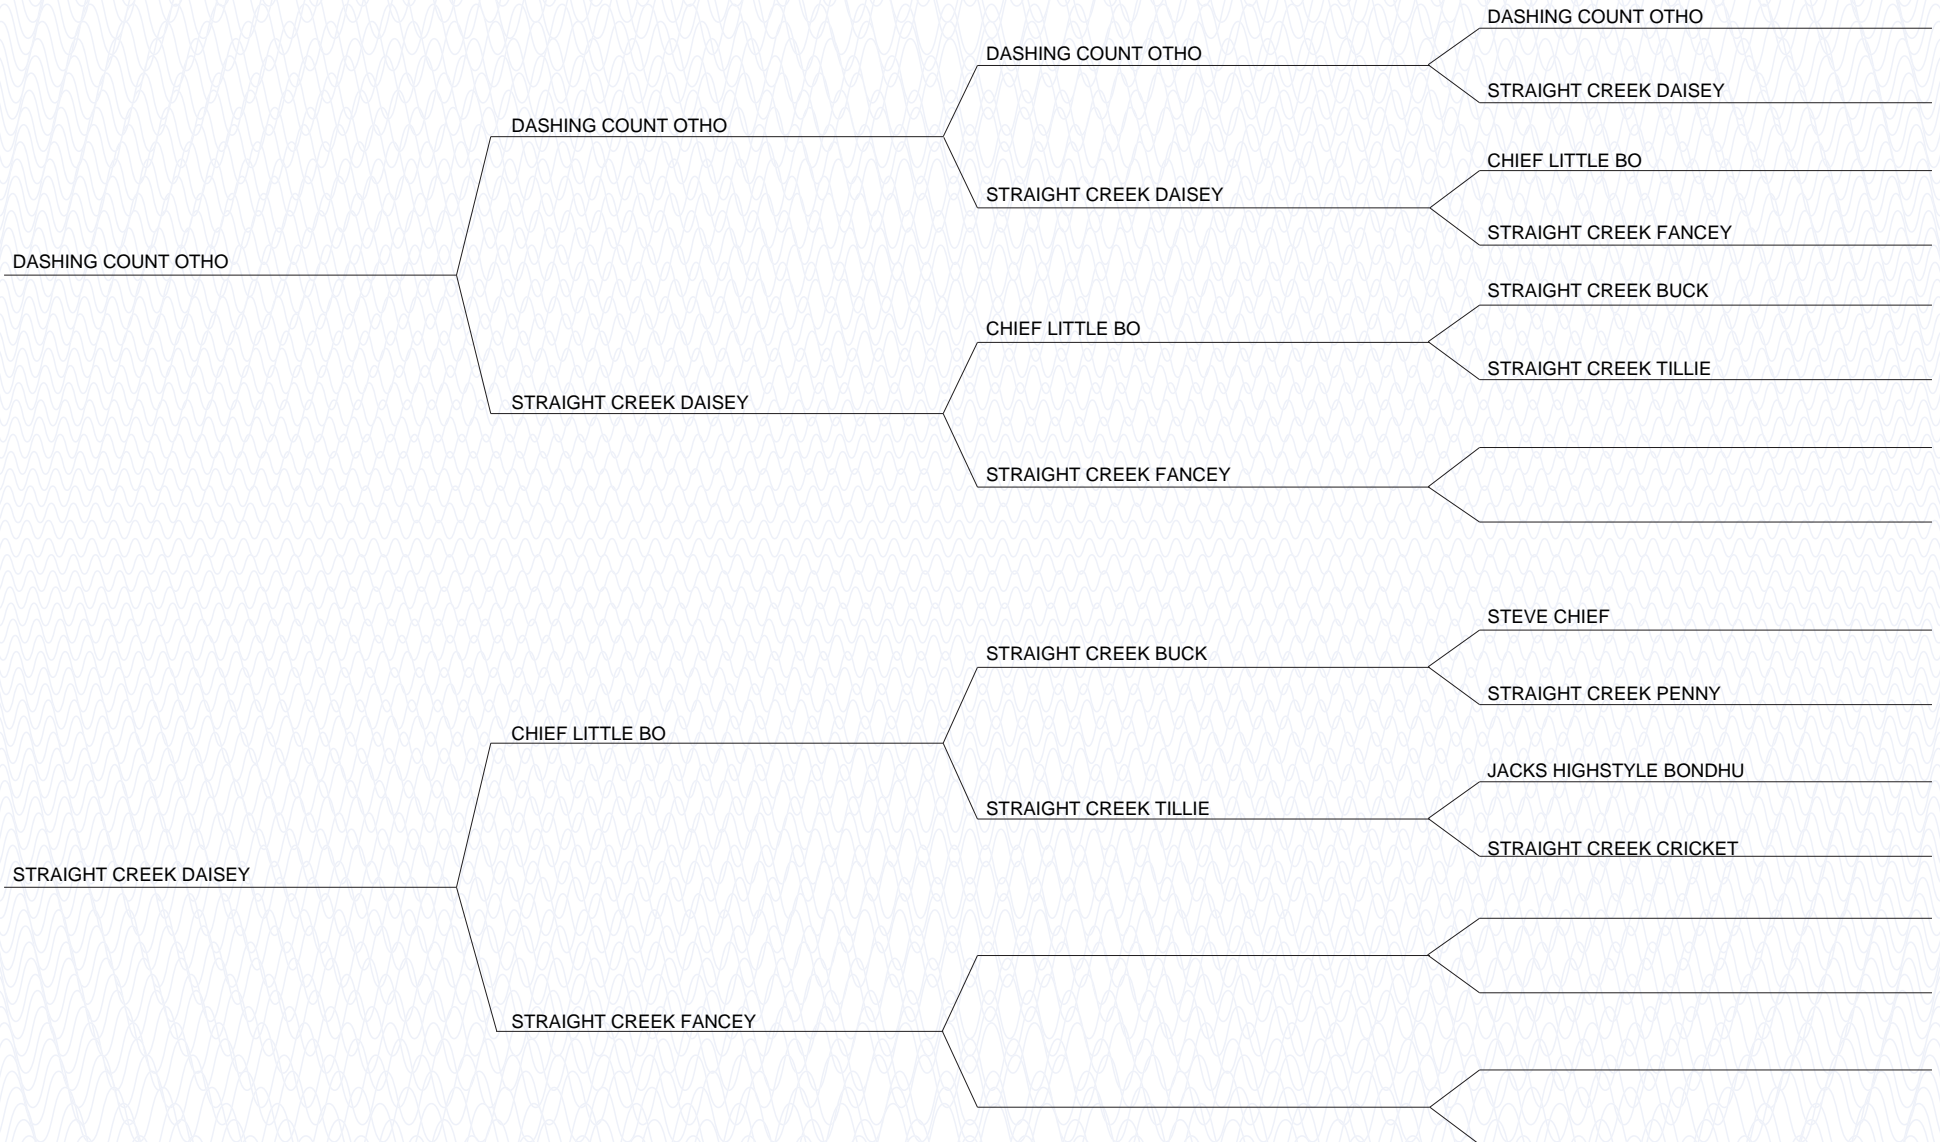 DASHING COUNT OTHO
DASHING COUNT OTHO
DASHING COUNT OTHO
DASHING COUNT OTHO
STRAIGHT CREEK DAISEY
STRAIGHT CREEK DAISEY
CHIEF LITTLE BO
STRAIGHT CREEK FANCEY
STRAIGHT CREEK DAISEY
CHIEF LITTLE BO
STRAIGHT CREEK BUCK
STRAIGHT CREEK TILLIE
STRAIGHT CREEK FANCEY
STRAIGHT CREEK DAISEY
CHIEF LITTLE BO
STRAIGHT CREEK BUCK
STEVE CHIEF
STRAIGHT CREEK PENNY
STRAIGHT CREEK TILLIE
JACKS HIGHSTYLE BONDHU
STRAIGHT CREEK CRICKET
STRAIGHT CREEK FANCEY